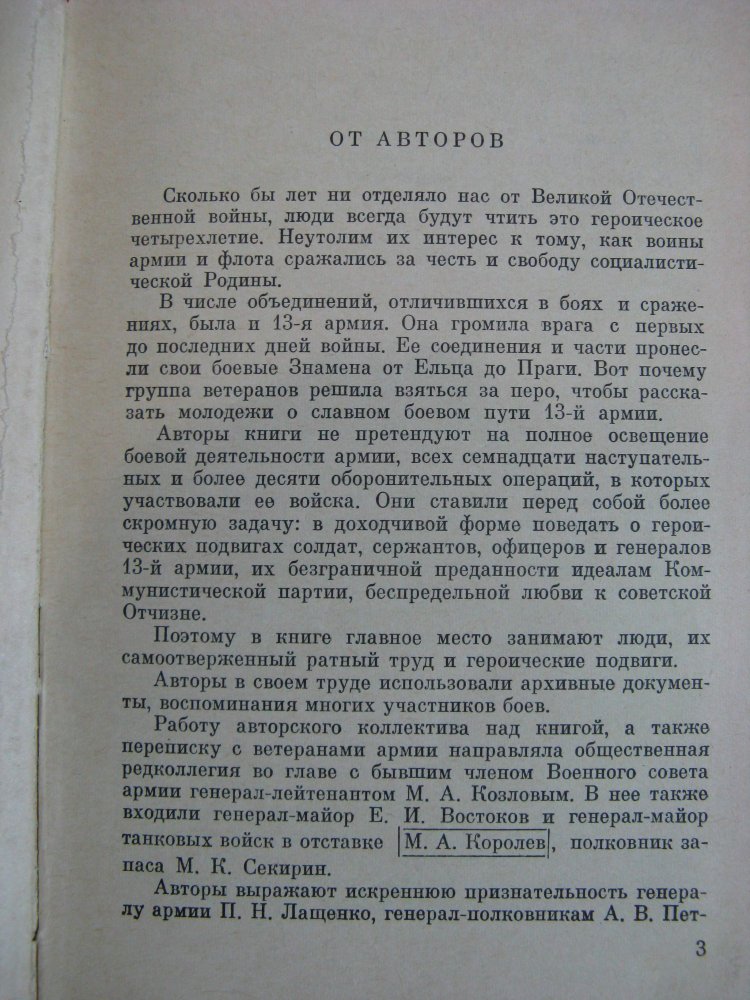 ОТ АВТОРОВ
Сколько бы лет ни отделяло нас от Великой Отечест-
венной войны, люди всегда будут чтить это героическое
четырехлетие. Неутолим их интерес к тому, как воины
армии и флота сражались за честь и свободу социалисти-
ческой Родины.
В числе объединений, отличившихся в боях и сраже-
ниях, была и 13-я армия. Она громила врага с первых
до последних дней войны. Ее соединения и части пронес-
ли свои боевые Знамена от Ельца до Праги. Вот почему
группа ветеранов решила взяться за перо, чтобы расска-
зать молодежи о славном боевом пути 13-й армии.
Авторы книги не претендуют на полное освещение
боевой деятельности армии, всех семнадцати наступатель-
ных и более десяти оборонительных операций, в которых
участвовали ее войска. Они ставили перед собой более
скромную задачу: в доходчивой форме поведать о герои-
ческих подвигах солдат, сержантов, офицеров и генералов
13-й армии, их безграничной преданности идеалам Ком-
мунистической партии, беспредельной любви к советской
Отчизне.
Поэтому в книге главное место занимают люди, их
самоотверженный ратный труд и героические подвиги.
Авторы в своем труде использовали архивные докумен-
ты, воспоминания многих участников боев.
Работу авторского коллектива над книгой, а также
переписку с ветеранами армии направляла общественная
редколлегия во главе с бывшим членом Военного совета
армии генерал-лейтенантом М. А. Козловым. В нее также
входили генерал-майор Е. И. Востоков и генерал-майор
танковых войск в отставке М. А. Королев, полковник за-
паса М. К. Секирин.
Авторы выражают искреннюю признательность генера-
лу армии П. Н. Лащенко, генерал-полковникам А. В. Пет-
3